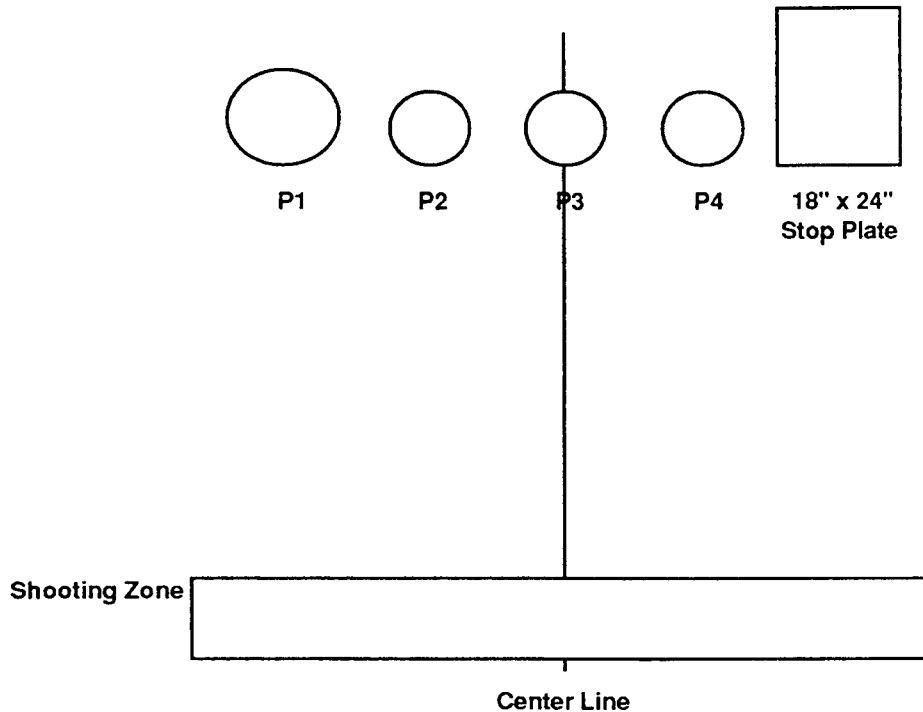 P1
P2
P3
P4
18" x 24"
Stop Plate
Shooting Zone
Center Line